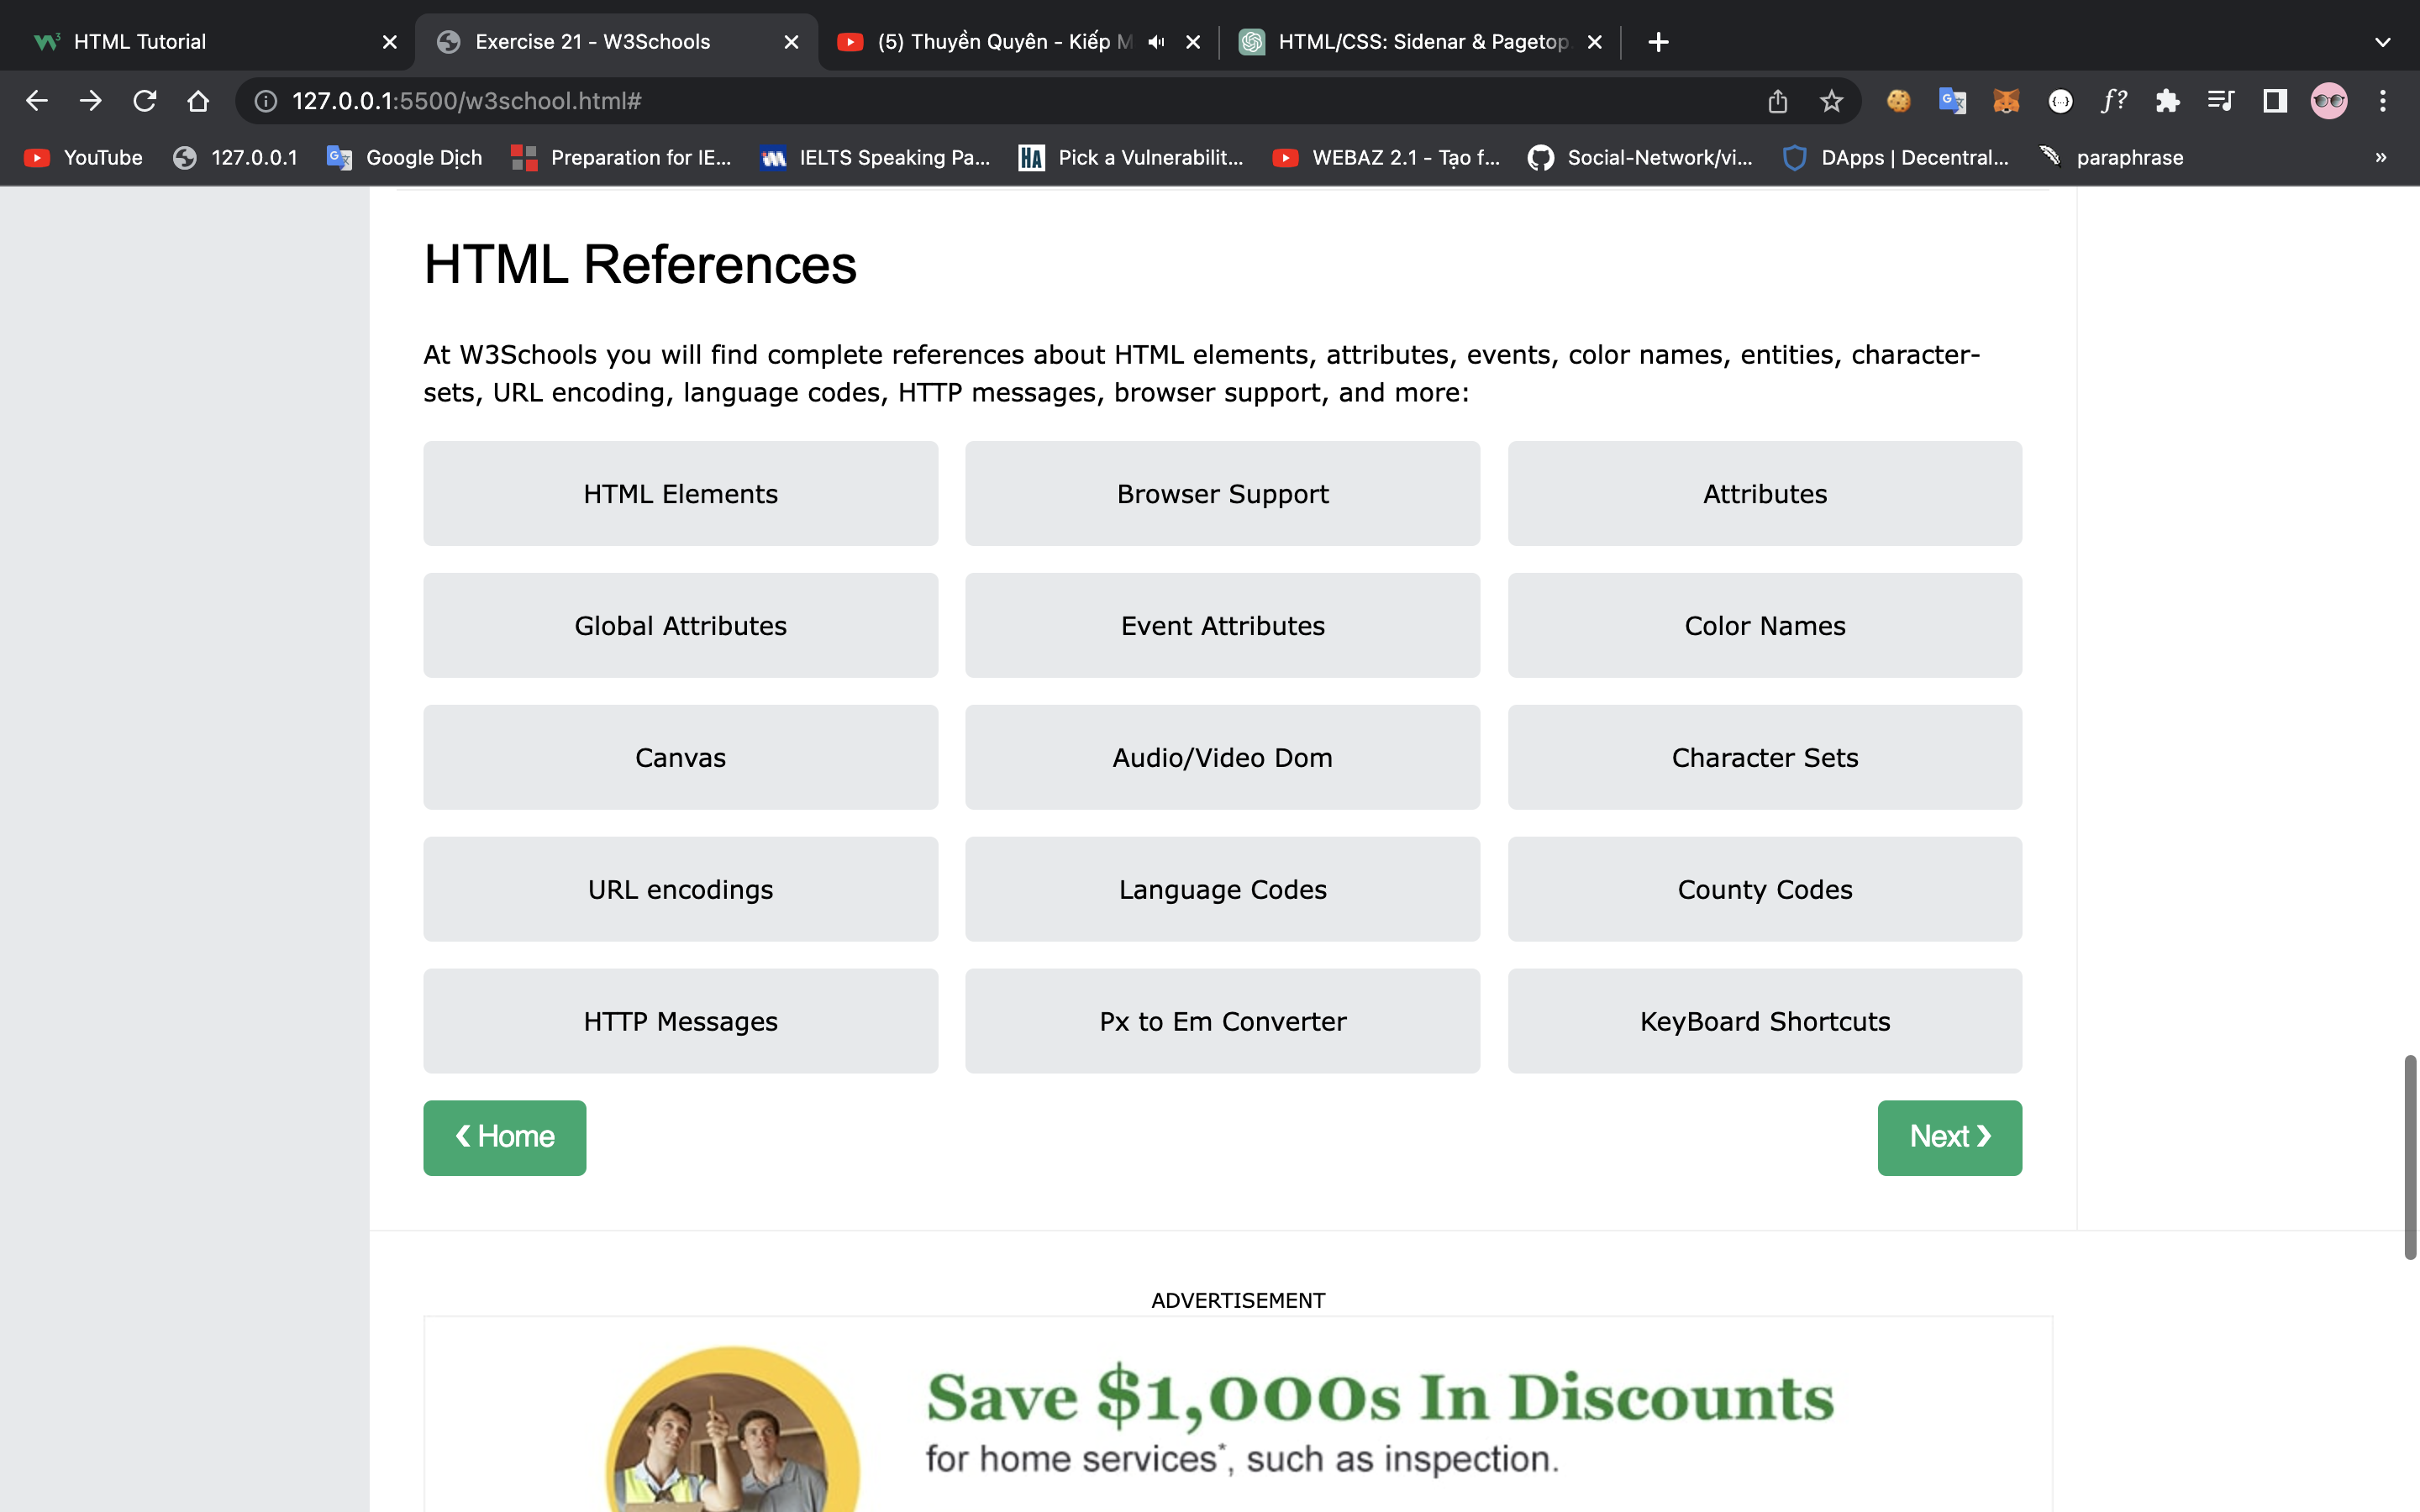 HTML Tutorial
Exercise 21 - W3Schools
(5) Thuyền Quyên - Kiếp M
HTML/CSS: Sidenar & Pagetop
127.0.0.1:5500/w3school.html#
YouTube
127.0.0.1
Google Dịch
Preparation for IE...
IELTS Speaking Pa...
HA Pick a Vulnerabilit...
WEBAZ 2.1 - Tạo f...
Social-Network/vi...
DApps | Decentral...
paraphrase
»
HTML References
At W3Schools you will find complete references about HTML elements, attributes, events, color names, entities, character-
sets, URL encoding, language codes, HTTP messages, browser support, and more:
HTML Elements
Browser Support
Attributes
Global Attributes
Event Attributes
Color Names
Canvas
Audio/Video Dom
Character Sets
URL encodings
Language Codes
County Codes
HTTP Messages
Px to Em Converter
KeyBoard Shortcuts
❮ Home
Next ❯
ADVERTISEMENT
Save $1,000s In Discounts
for home services*, such as inspection.